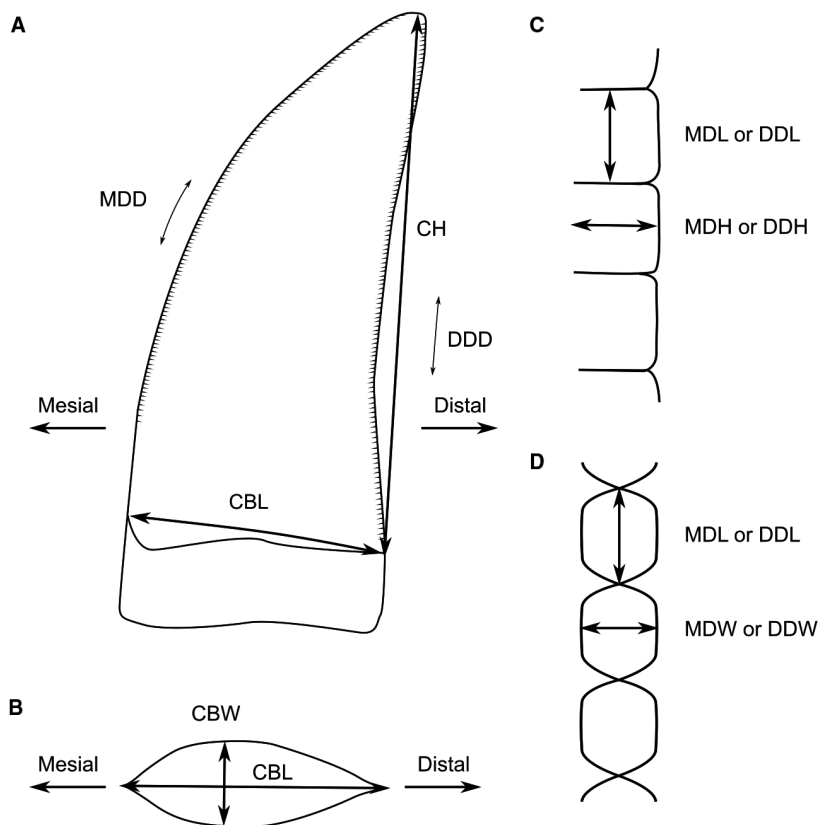 A
MDD
CH
DDD
Mesial
Distal
CBL
B
CBW
Mesial
CBL
Distal
C
MDL or DDL
MDH or DDH
D
MDL or DDL
MDW or DDW